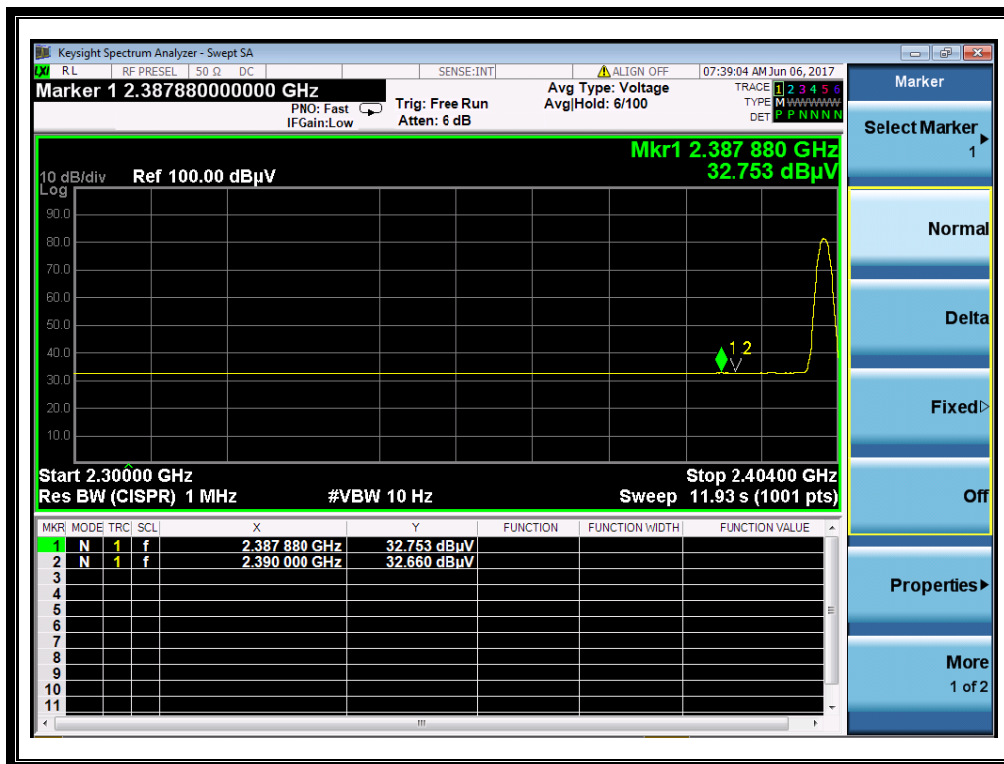 Keysight Spectrum Analyzer - Swept SA
LXI RL RF PRESEL 50 Ω DC SENSE:INT ALIGN OFF 07:39:04 AM Jun 06, 2017
Marker 1 2.387880000000 GHz
PNO: Fast
IFGain:Low
Trig: Free Run
Atten: 6 dB
Avg Type: Voltage
Avg|Hold: 6/100
TRACE 1 2 3 4 5 6
TYPE M WWWWW
DET P P N N N N
Mkr1 2.387 880 GHz
32.753 dBµV
10 dB/div Ref 100.00 dBµV
Log
90.0
80.0
70.0
60.0
50.0
40.0
30.0
20.0
10.0
1 2
Start 2.30000 GHz Stop 2.40400 GHz
Res BW (CISPR) 1 MHz #VBW 10 Hz Sweep 11.93 s (1001 pts)
MKR MODE TRC SCL X Y FUNCTION FUNCTION WIDTH FUNCTION VALUE
1 N 1 f 2.387 880 GHz 32.753 dBµV
2 N 1 f 2.390 000 GHz 32.660 dBµV
3
4
5
6
7
8
9
10
11
Marker
Select Marker
1
Normal
Delta
Fixed
Off
Properties
More
1 of 2